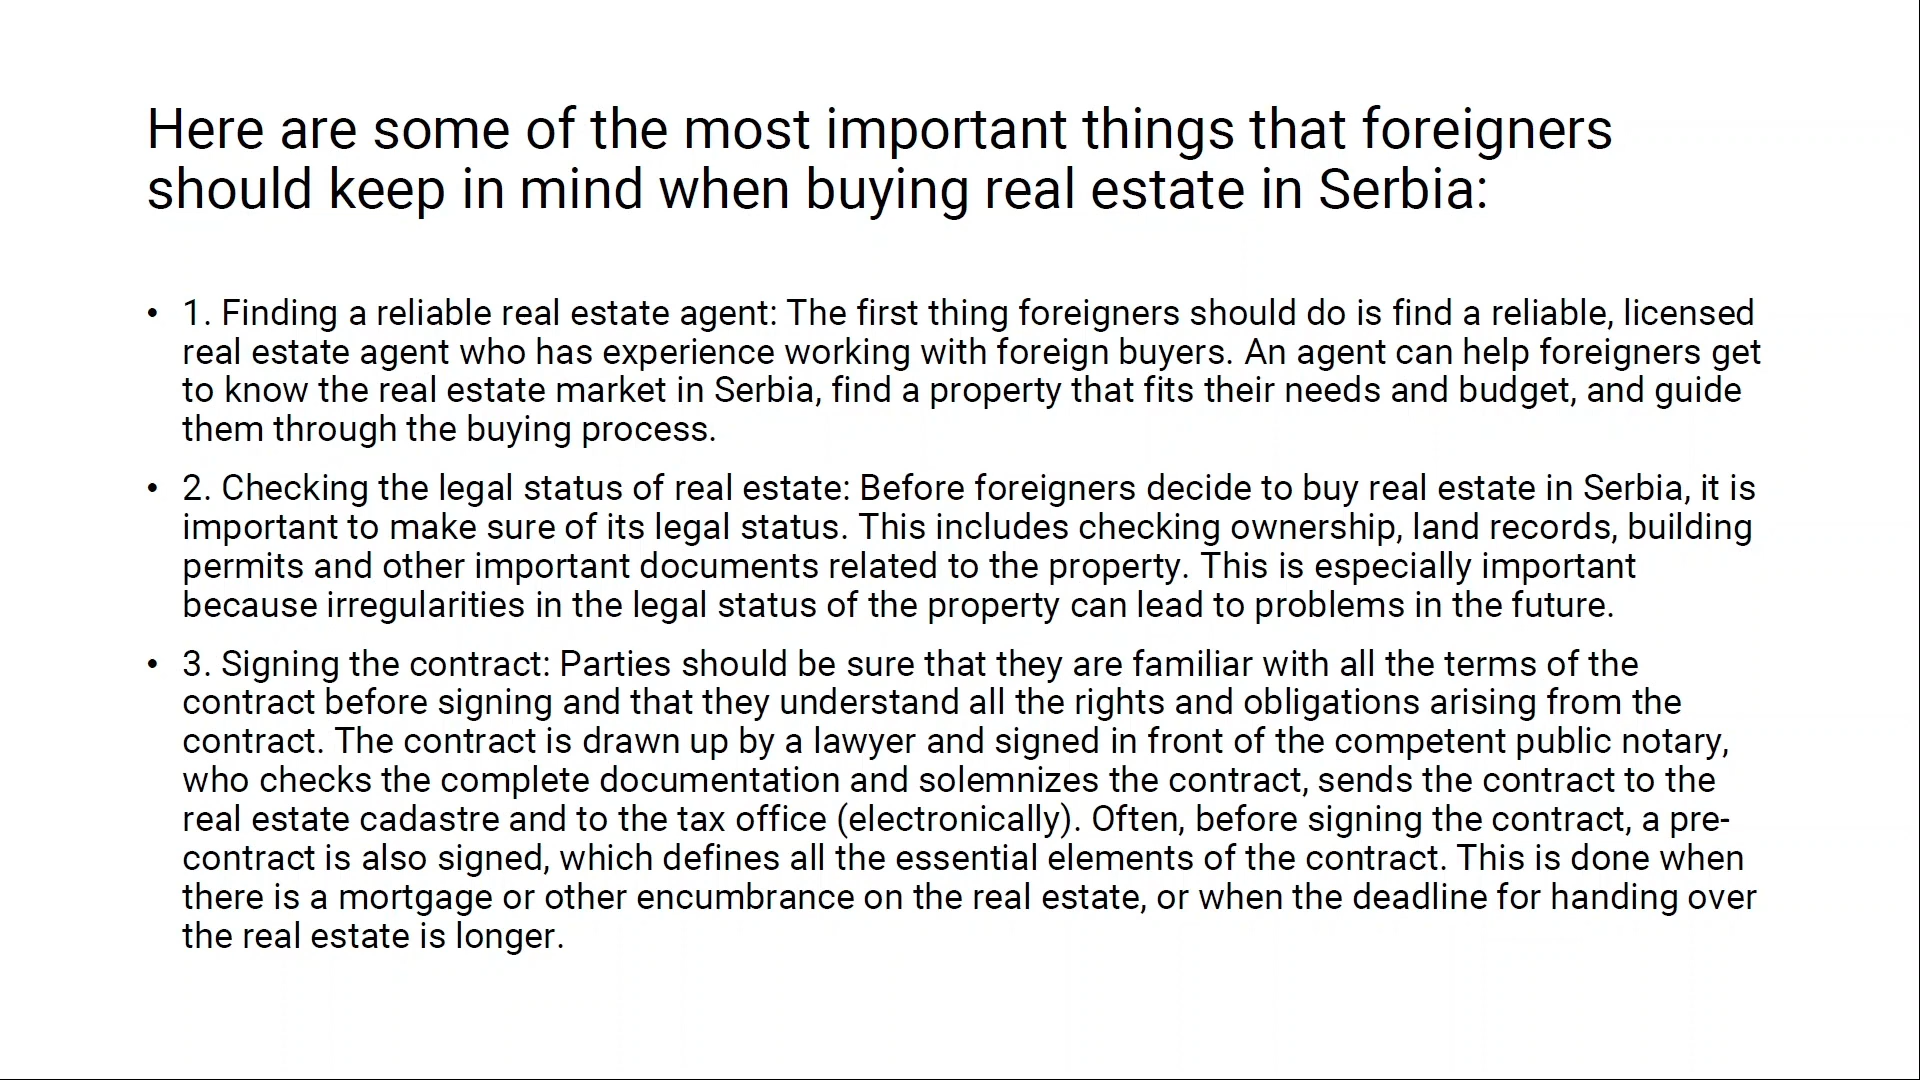 Here are some of the most important things that foreigners
should keep in mind when buying real estate in Serbia:
• 1. Finding a reliable real estate agent: The first thing foreigners should do is find a reliable, licensed
real estate agent who has experience working with foreign buyers. An agent can help foreigners get
to know the real estate market in Serbia, find a property that fits their needs and budget, and guide
them through the buying process.
• 2. Checking the legal status of real estate: Before foreigners decide to buy real estate in Serbia, it is
important to make sure of its legal status. This includes checking ownership, land records, building
permits and other important documents related to the property. This is especially important
because irregularities in the legal status of the property can lead to problems in the future.
• 3. Signing the contract: Parties should be sure that they are familiar with all the terms of the
contract before signing and that they understand all the rights and obligations arising from the
contract. The contract is drawn up by a lawyer and signed in front of the competent public notary,
who checks the complete documentation and solemnizes the contract, sends the contract to the
real estate cadastre and to the tax office (electronically). Often, before signing the contract, a pre-
contract is also signed, which defines all the essential elements of the contract. This is done when
there is a mortgage or other encumbrance on the real estate, or when the deadline for handing over
the real estate is longer.